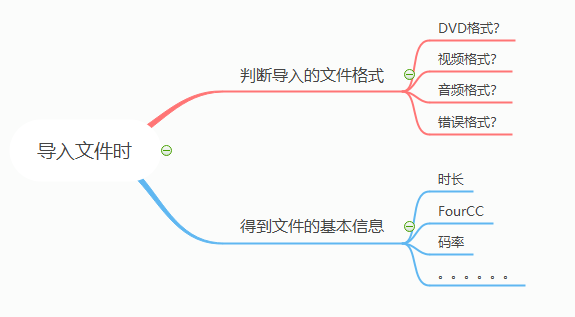 导入文件时
判断导入的文件格式
DVD格式?
视频格式?
音频格式?
错误格式?
得到文件的基本信息
时长
FourCC
码率
。。。。。。